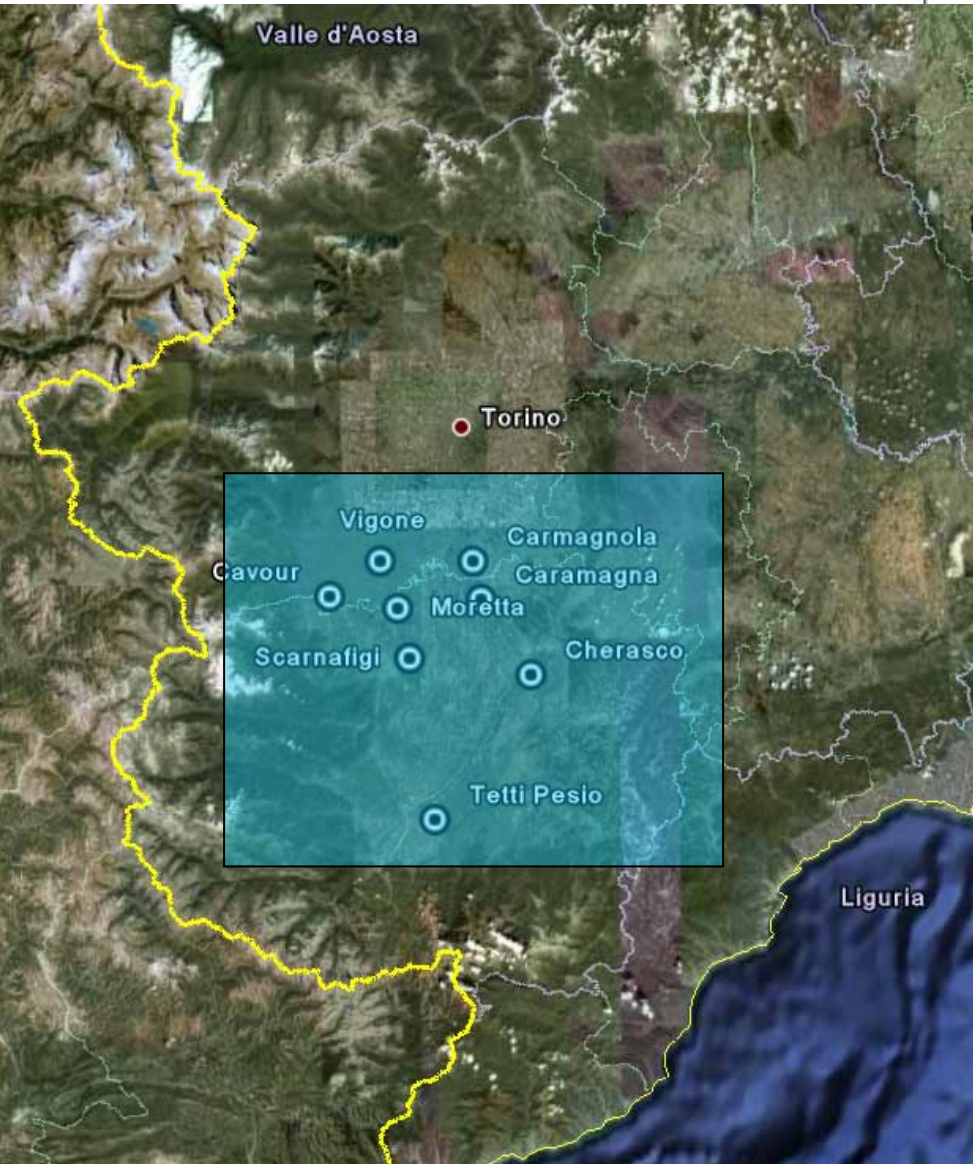 Valle d'Aosta
Torino
Vigone
Carmagnola
Cavour
Caramagna
Moretta
Scarnafigi
Cherasco
Tetti Pesio
Liguria